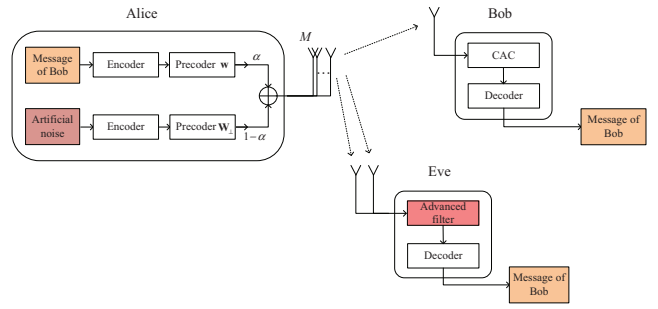 Alice
Message
of Bob
Encoder
Precoder w
α
Artificial
noise
Encoder
Precoder W⊥
1−α
M
...
Bob
CAC
Decoder
Message of
Bob
Eve
Advanced
filter
Decoder
Message of
Bob